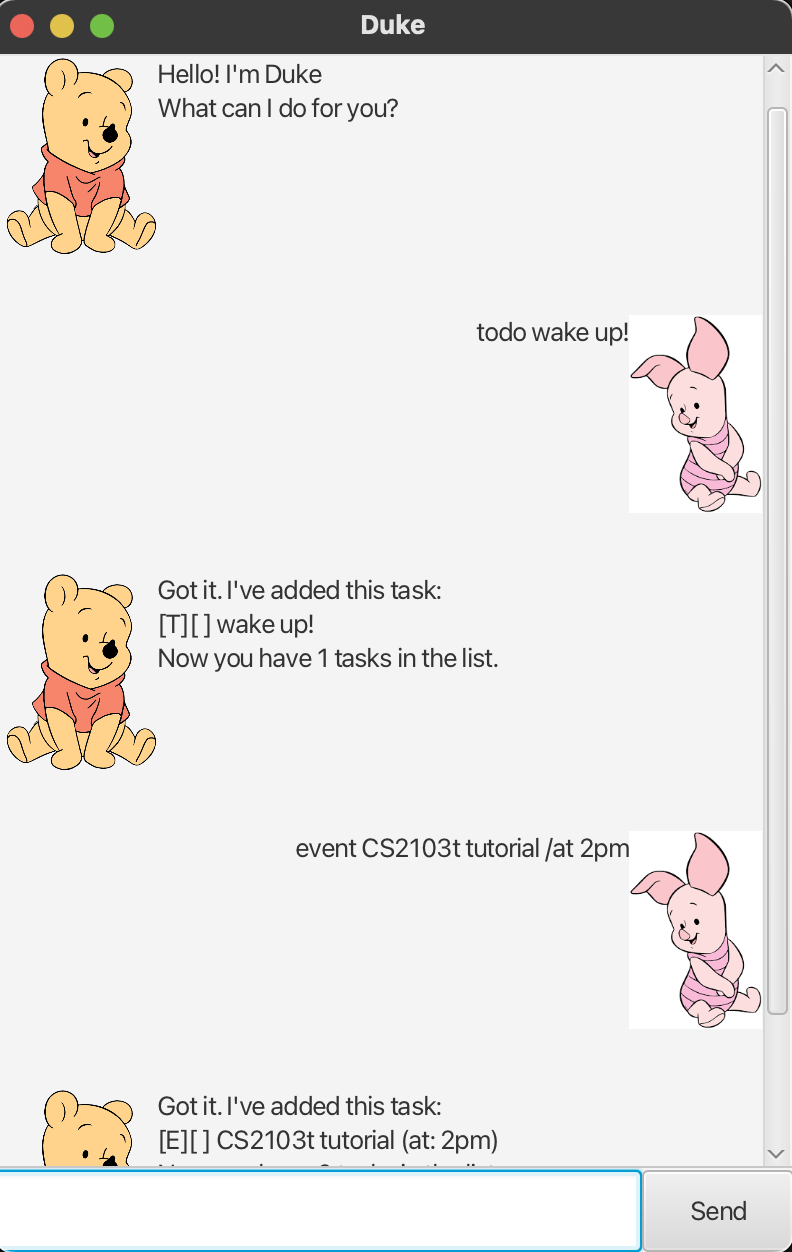 Duke
Hello! I'm Duke
What can I do for you?
todo wake up!
Got it. I've added this task:
[T][ ] wake up!
Now you have 1 tasks in the list.
event CS2103t tutorial /at 2pm
Got it. I've added this task:
[E][ ] CS2103t tutorial (at: 2pm)
Send